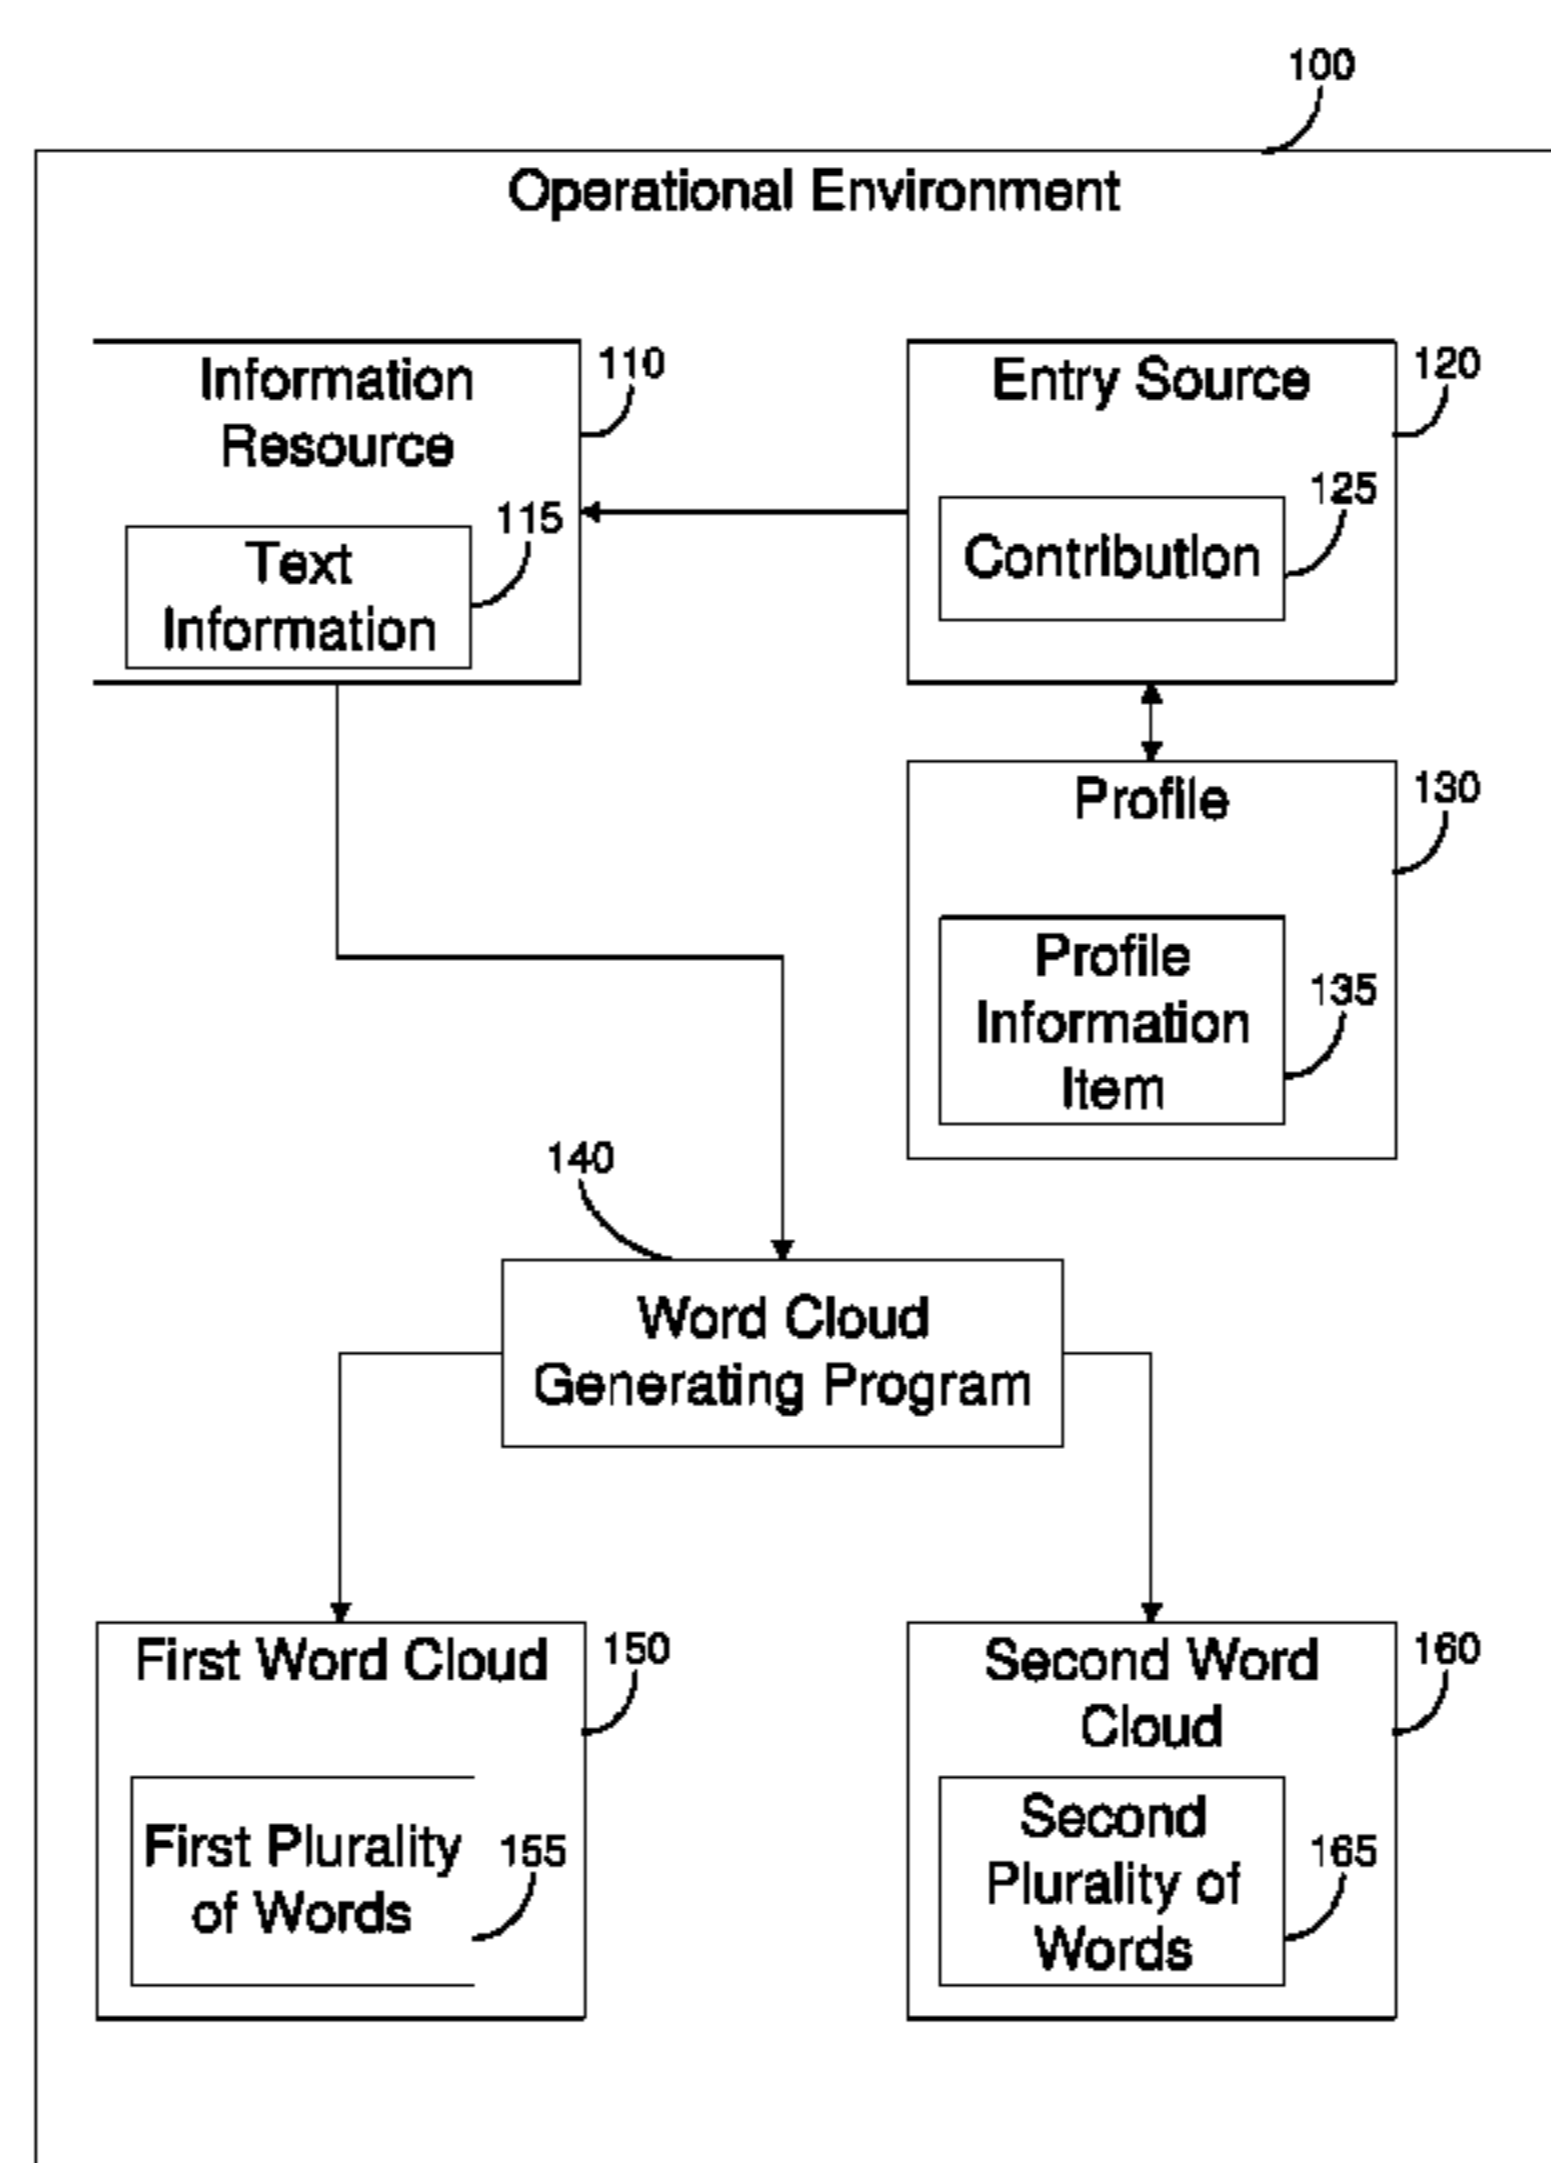 100
Operational Environment
Information
Resource
110
Text
Information
115
Entry Source
120
Contribution
125
Profile
130
Profile
Information
Item
135
140
Word Cloud
Generating Program
First Word Cloud
150
First Plurality
of Words
155
Second Word
Cloud
160
Second
Plurality of
Words
165